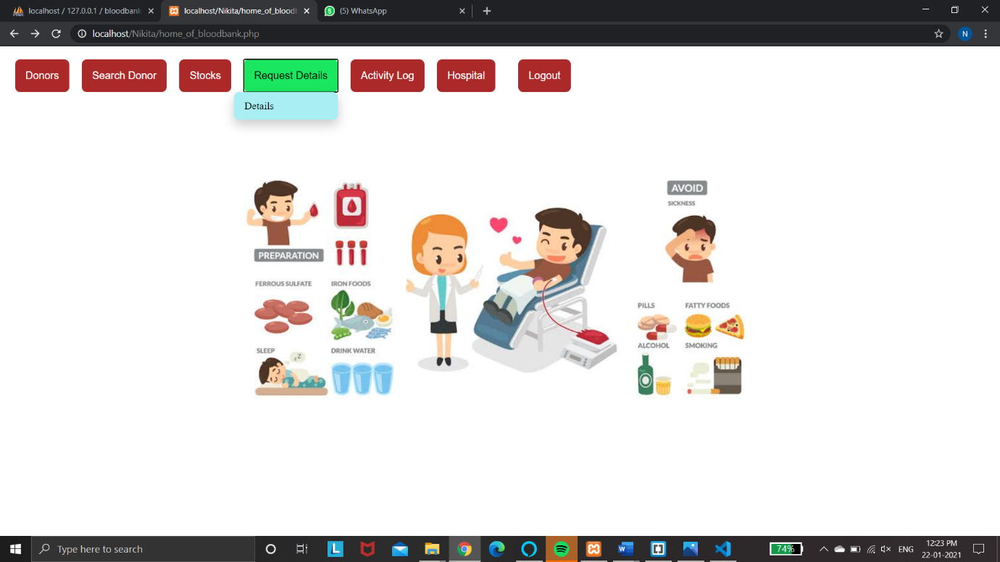 localhost / 127.0.0.1 / bloodbank
localhost/Nikita/home_of_bloodb
(5) WhatsApp
localhost/Nikita/home_of_bloodbank.php
N
Donors
Search Donor
Stocks
Request Details
Activity Log
Hospital
Logout
Details
PREPARATION
FERROUS SULFATE
IRON FOODS
SLEEP
zZ
DRINK WATER
AVOID
SICKNESS
PILLS
FATTY FOODS
ALCOHOL
SMOKING
Type here to search
74%
ENG
12:23 PM
22-01-2021